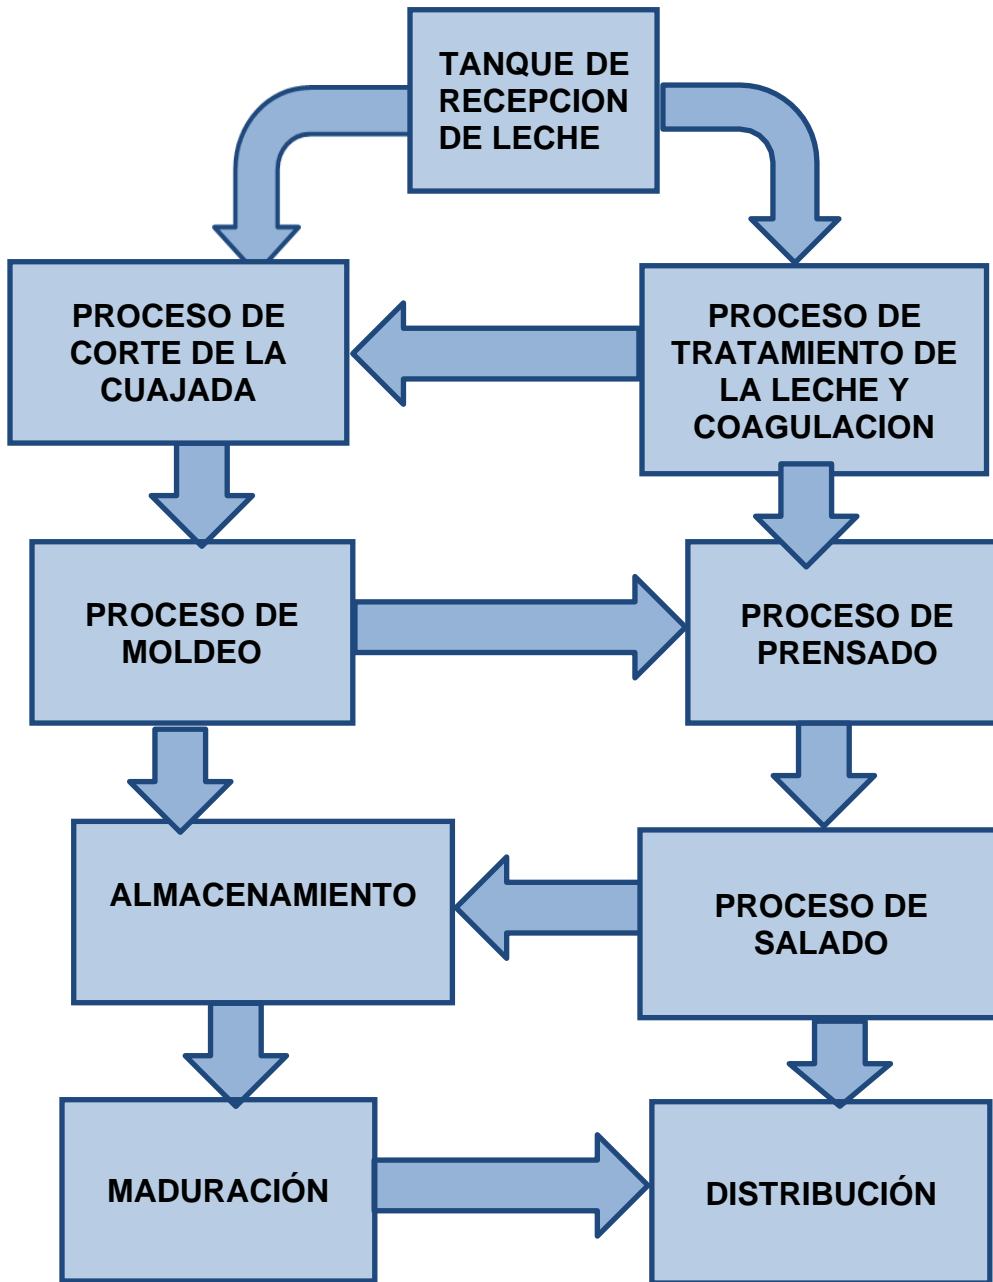 TANQUE DE
RECEPCION
DE LECHE
PROCESO DE
CORTE DE LA
CUAJADA
PROCESO DE
TRATAMIENTO DE
LA LECHE Y
COAGULACION
PROCESO DE
MOLDEO
PROCESO DE
PRENSADO
ALMACENAMIENTO
PROCESO DE
SALADO
MADURACIÓN
DISTRIBUCIÓN